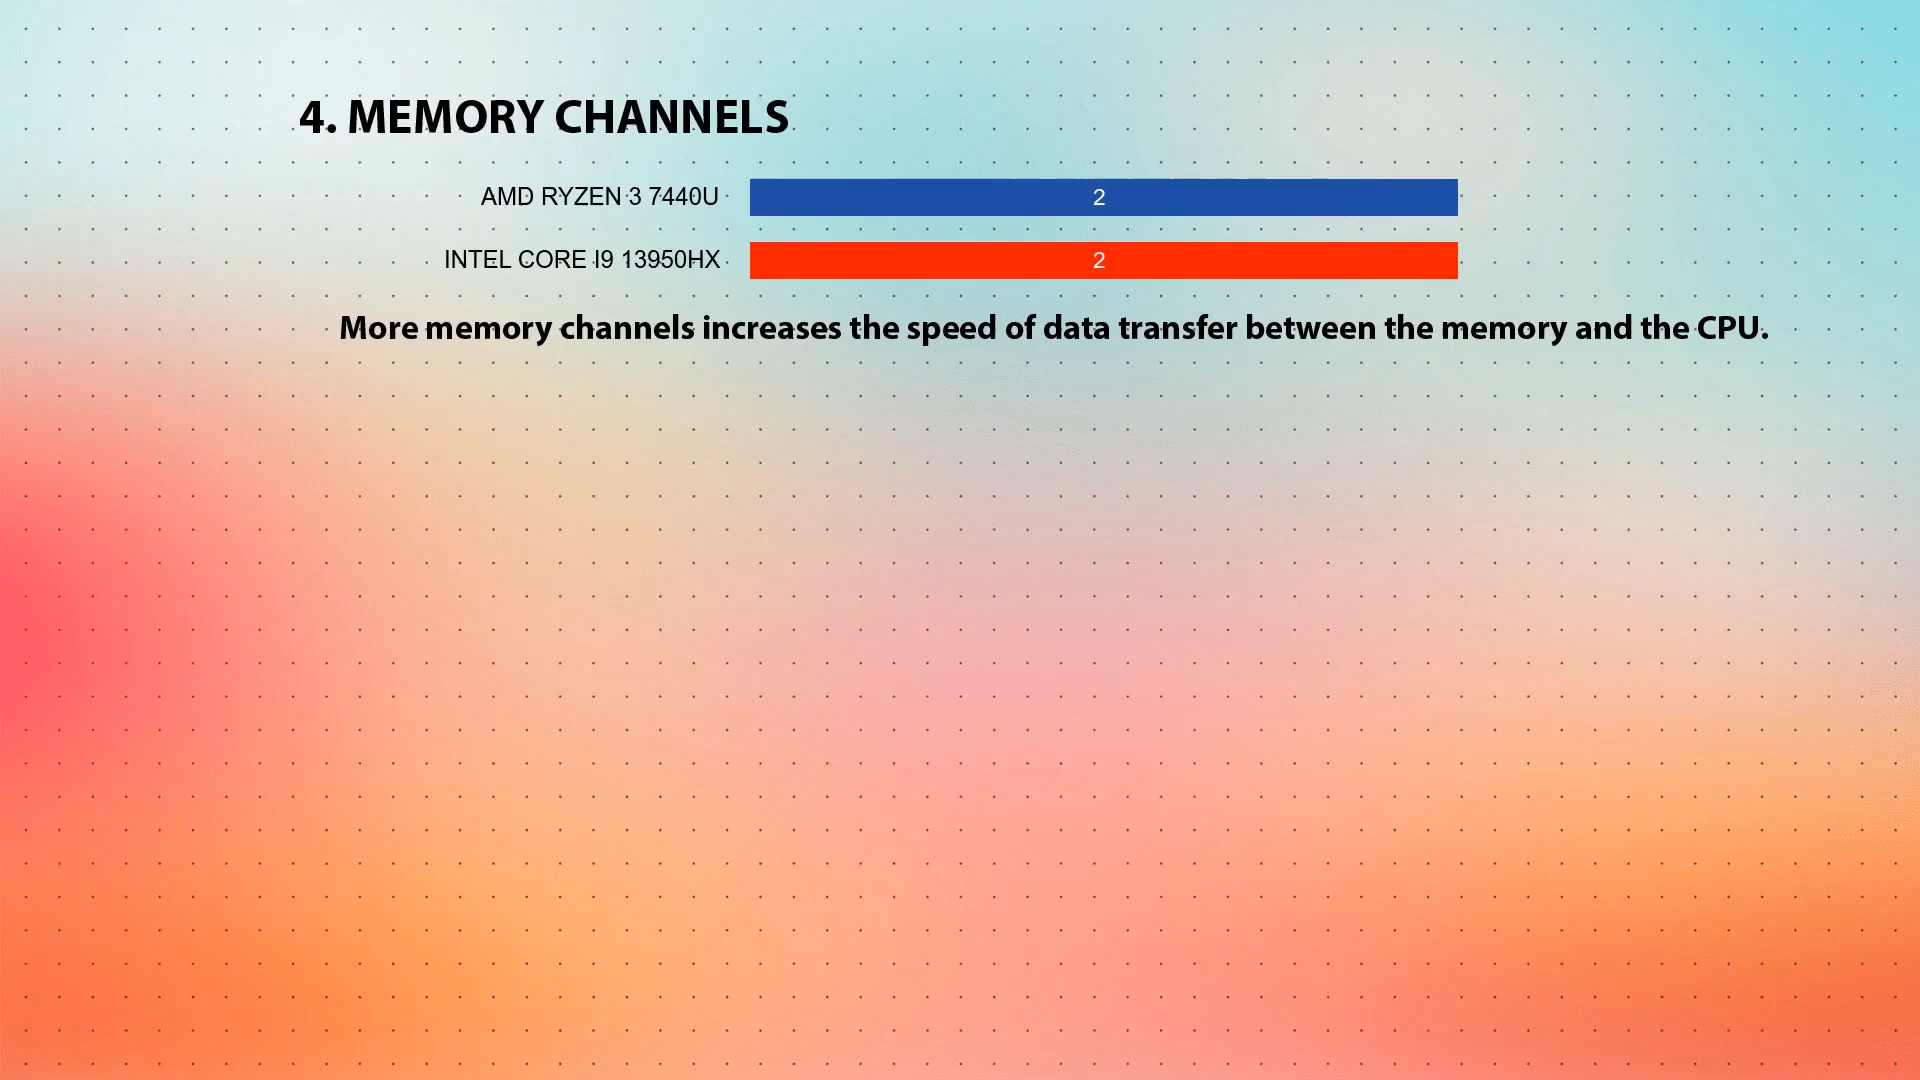 4. MEMORY CHANNELS
AMD RYZEN 3 7440U 2
INTEL CORE I9 13950HX 2
More memory channels increases the speed of data transfer between the memory and the CPU.